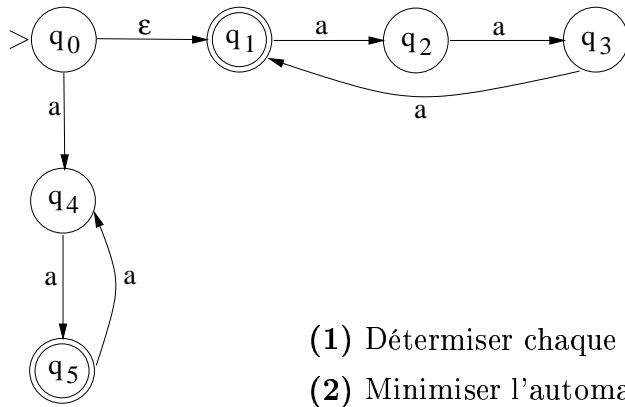 > q0 ε q1 a q2 a q3
a
a
q4
a a
q5
(1) Détermiser chaque
(2) Minimiser l'automa